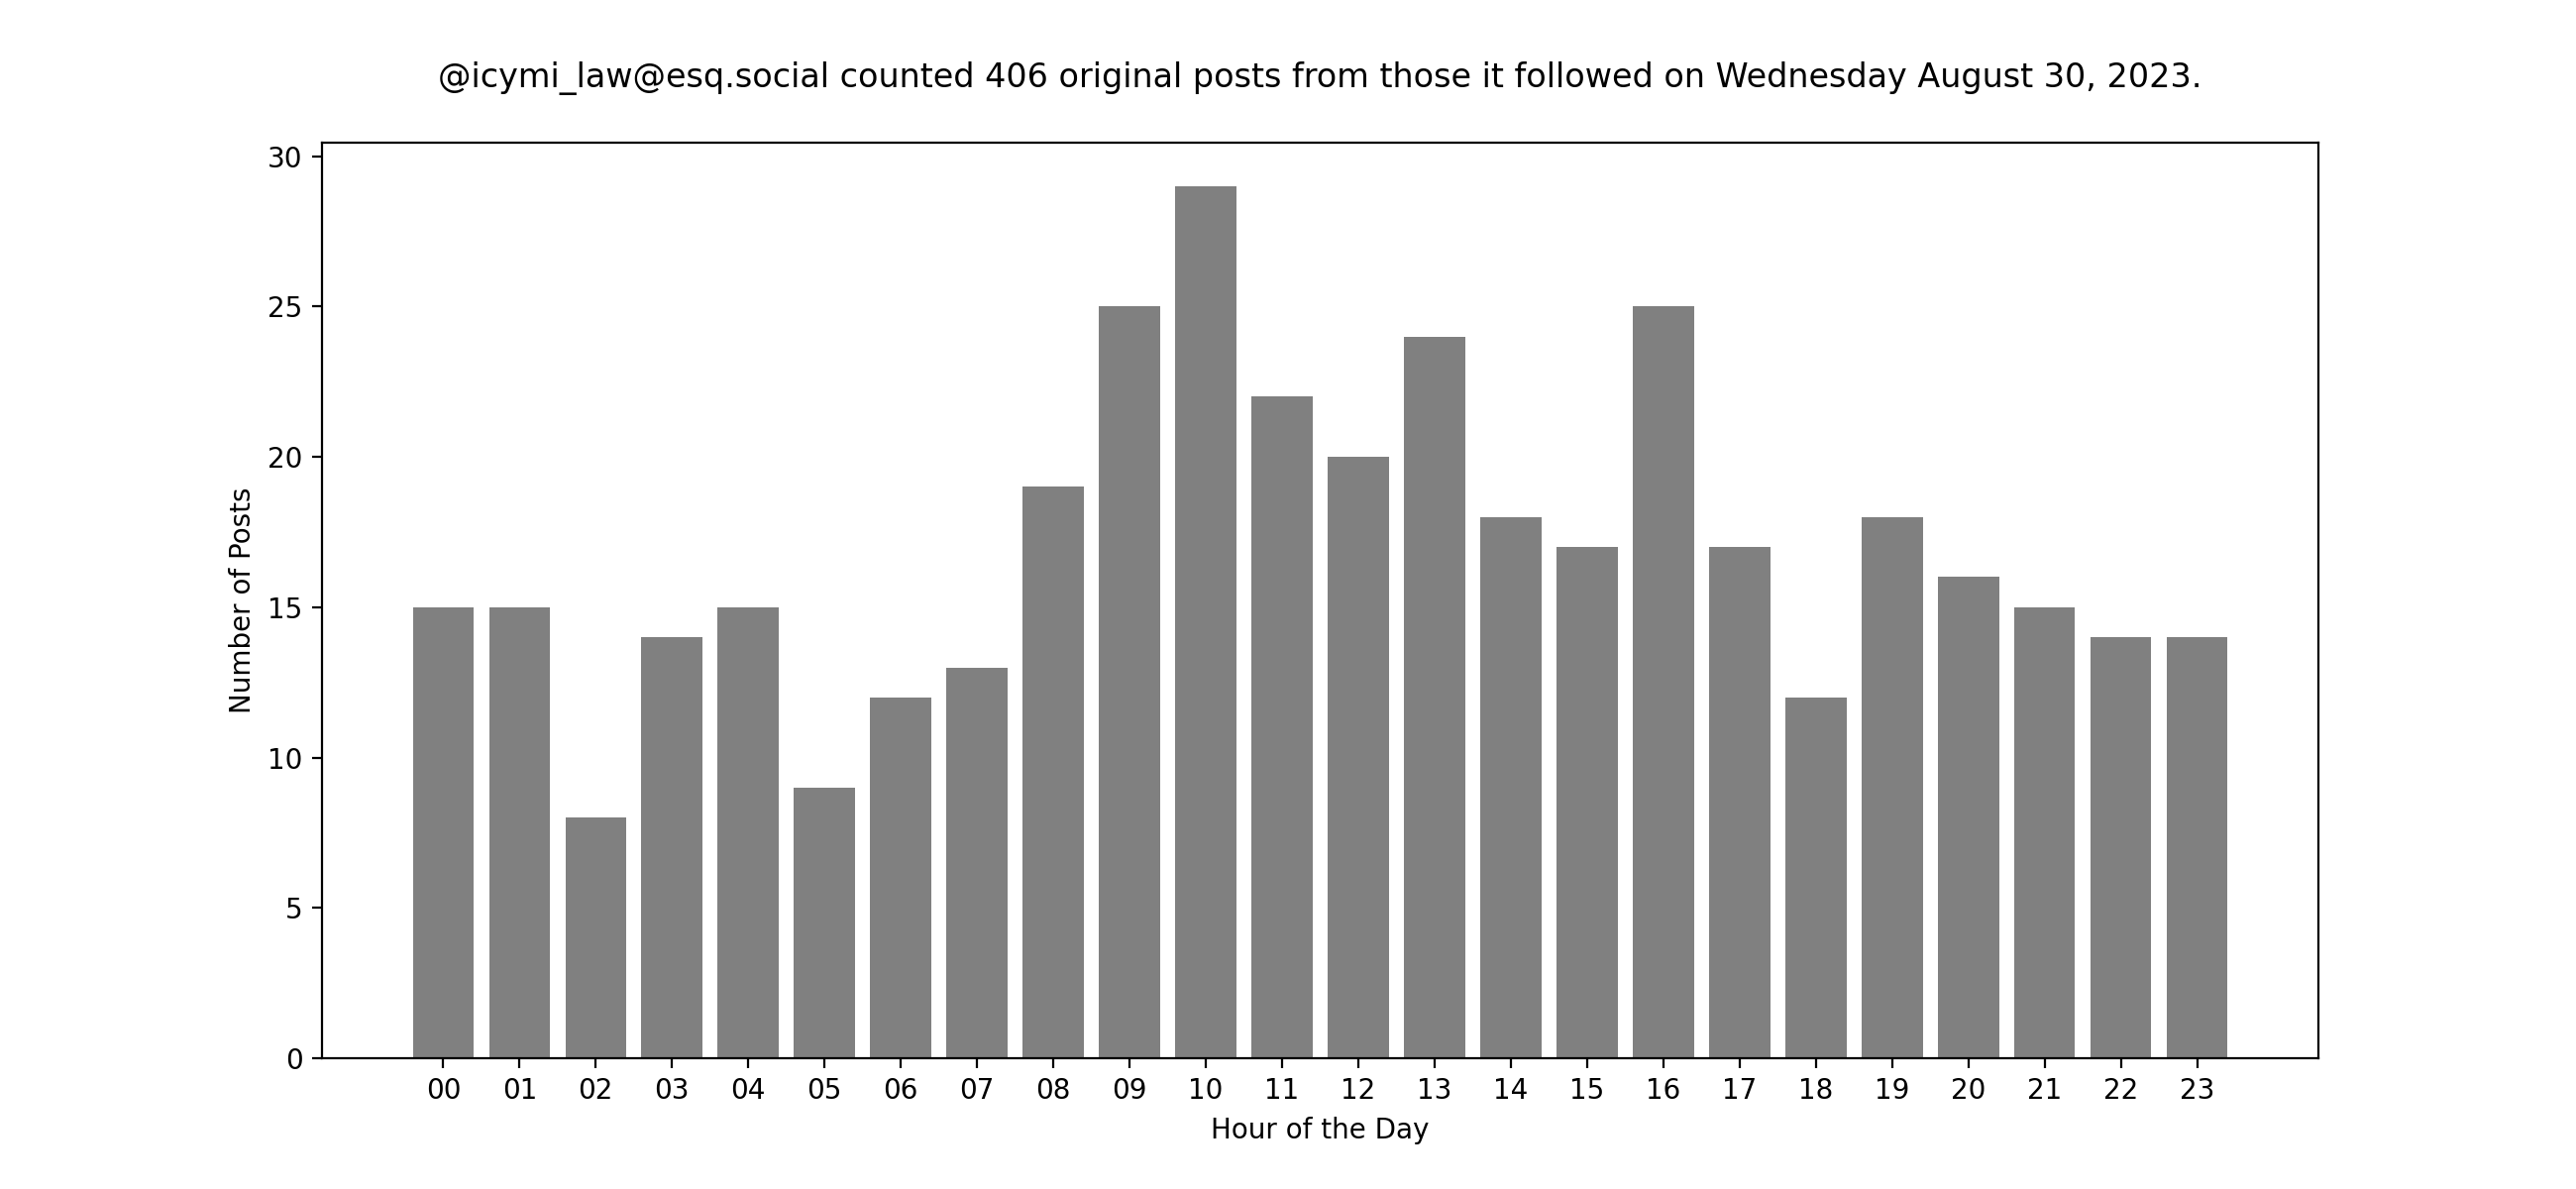 @icymi_law@esq.social counted 406 original posts from those it followed on Wednesday August 30, 2023.
30
25
20
15
10
5
0
Number of Posts
00 01 02 03 04 05 06 07 08 09 10 11 12 13 14 15 16 17 18 19 20 21 22 23
Hour of the Day